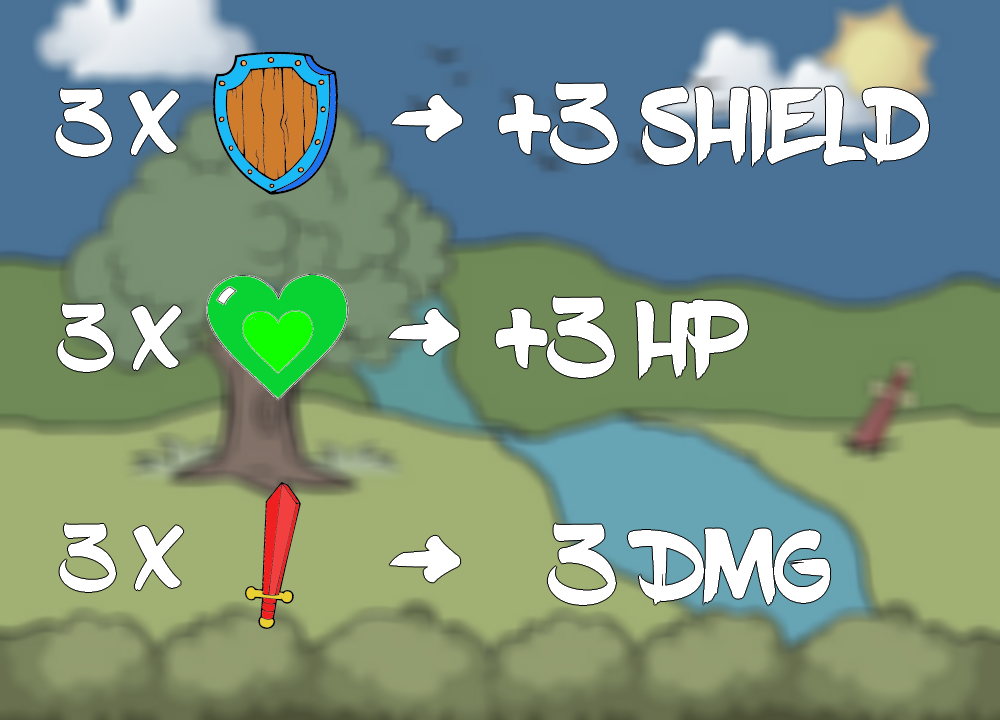 3 X → +3 SHIELD
3 X → +3 HP
3 X → 3 DMG